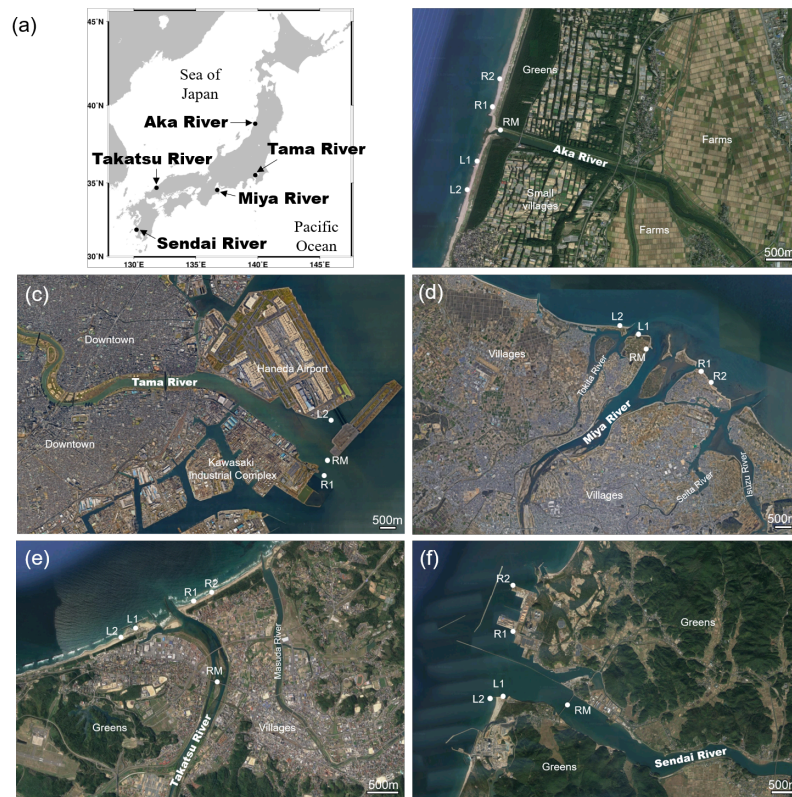 (a)
45˚N
40˚N
35˚N
30˚N
130˚E
135˚E
140˚E
145˚E
Sea of
Japan
Aka River
Tama River
Takatsu River
Miya River
Sendai River
Pacific
Ocean
R2
Greens
R1
RM
Aka River
Farms
L1
L2
Small
villages
Farms
500m
(c)
Downtown
Haneda Airport
Tama River
L2
Downtown
RM
Kawasaki
Industrial Complex
R1
500m
(d)
L2
L1
RM
Villages
R1
R2
Tokita River
Miya River
Villages
Seita River
Isuzu River
500m
(e)
R2
R1
L1
L2
Masuda River
RM
Greens
Villages
Takatsu River
500m
(f)
R2
Greens
R1
L1
L2
RM
Sendai River
Greens
500m